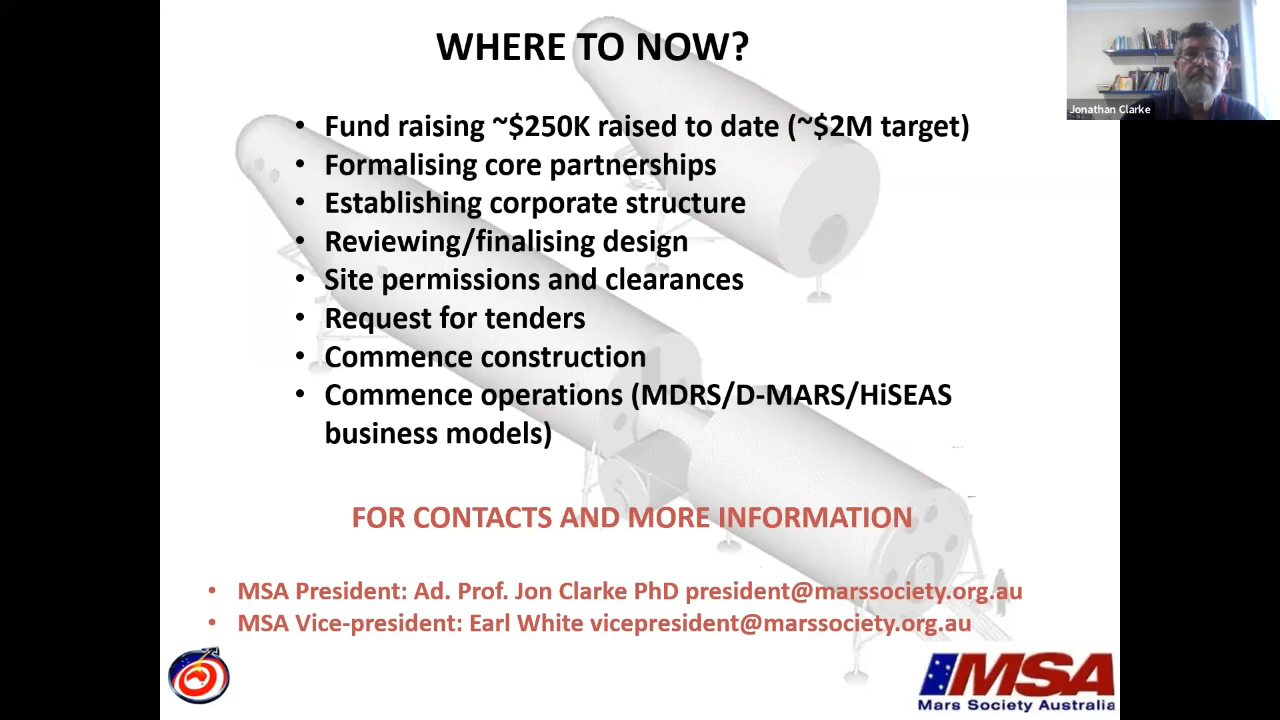 WHERE TO NOW?
Jonathan Clarke
• Fund raising ~$250K raised to date (~$2M target)
• Formalising core partnerships
• Establishing corporate structure
• Reviewing/finalising design
• Site permissions and clearances
• Request for tenders
• Commence construction
• Commence operations (MDRS/D-MARS/HiSEAS
business models)
FOR CONTACTS AND MORE INFORMATION
• MSA President: Ad. Prof. Jon Clarke PhD president@marssociety.org.au
• MSA Vice-president: Earl White vicepresident@marssociety.org.au
MSA
Mars Society Australia